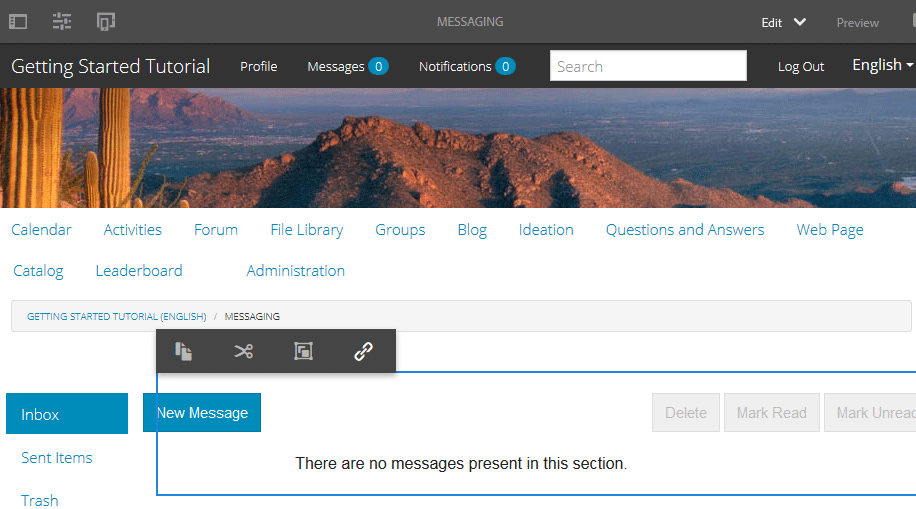 MESSAGING Edit Preview
Getting Started Tutorial Profile Messages 0 Notifications 0 Search Log Out English
Calendar Activities Forum File Library Groups Blog Ideation Questions and Answers Web Page
Catalog Leaderboard Administration
GETTING STARTED TUTORIAL (ENGLISH) / MESSAGING
Inbox New Message Delete Mark Read Mark Unread
There are no messages present in this section.
Sent Items
Trash